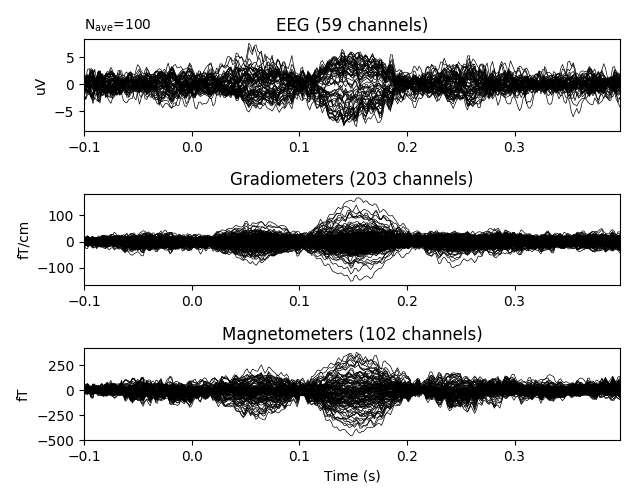 Nave=100
EEG (59 channels)
5
0
−5
uV
−0.1 0.0 0.1 0.2 0.3
Gradiometers (203 channels)
100
0
−100
fT/cm
−0.1 0.0 0.1 0.2 0.3
Magnetometers (102 channels)
250
0
−250
−500
fT
−0.1 0.0 0.1 0.2 0.3
Time (s)